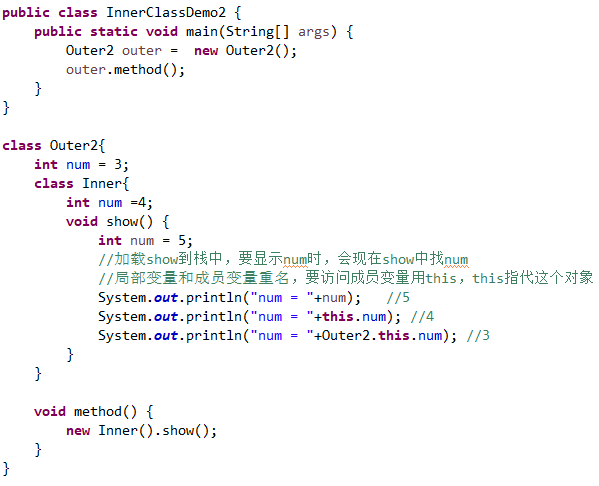 public class InnerClassDemo2 {
    public static void main(String[] args) {
        Outer2 outer =  new Outer2();
        outer.method();
    }
}

class Outer2{
    int num = 3;
    class Inner{
        int num =4;
        void show() {
            int num = 5;
            //加载show到栈中，要显示num时，会现在show中找num
            //局部变量和成员变量重名，要访问成员变量用this，this指代这个对象
            System.out.println("num = "+num);   //5
            System.out.println("num = "+this.num); //4
            System.out.println("num = "+Outer2.this.num); //3
        }
    }

    void method() {
        new Inner().show();
    }
}